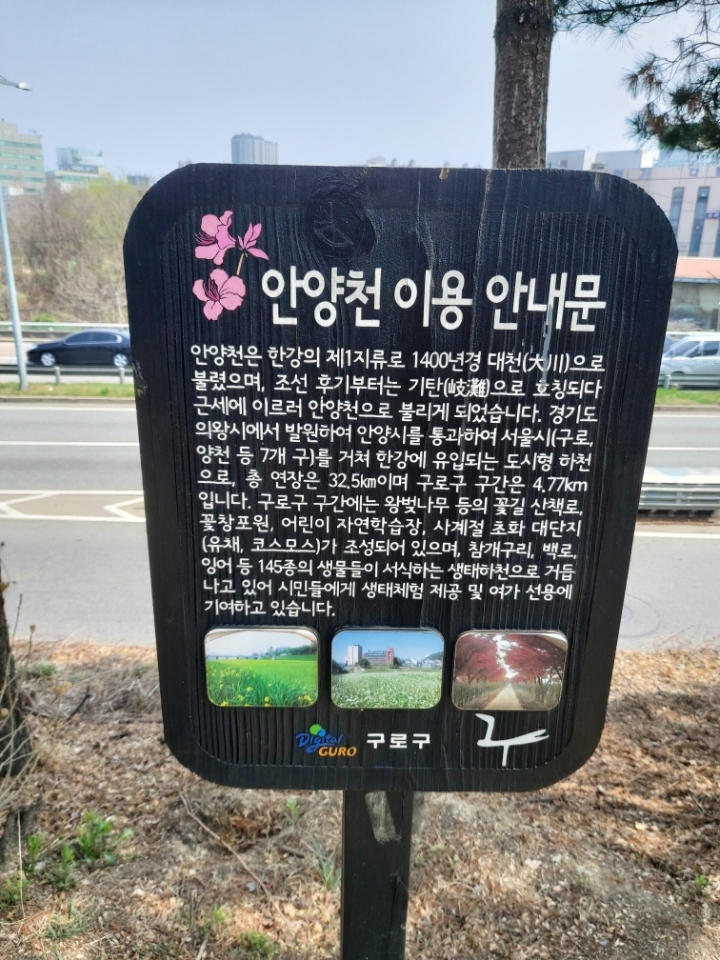 안양천 이용 안내문
안양천은 한강의 제1지류로 1400년경 대천(大川)으로
불렸으며, 조선 후기부터는 기탄(岐灘)으로 호칭되다
근세에 이르러 안양천으로 불리게 되었습니다. 경기도
의왕시에서 발원하여 안양시를 통과하여 서울시(구로,
양천 등 7개 구)를 거쳐 한강에 유입되는 도시형 하천
으로, 총 연장은 32.5km이며 구로구 구간은 4.77km
입니다. 구로구 구간에는 왕벚나무 등의 꽃길 산책로,
꽃창포원, 어린이 자연학습장, 사계절 초화 대단지
(유채, 코스모스)가 조성되어 있으며, 참개구리, 백로,
잉어 등 145종의 생물들이 서식하는 생태하천으로 거듭
나고 있어 시민들에게 생태체험 제공 및 여가 선용에
기여하고 있습니다.
Digital
GURO 구로구